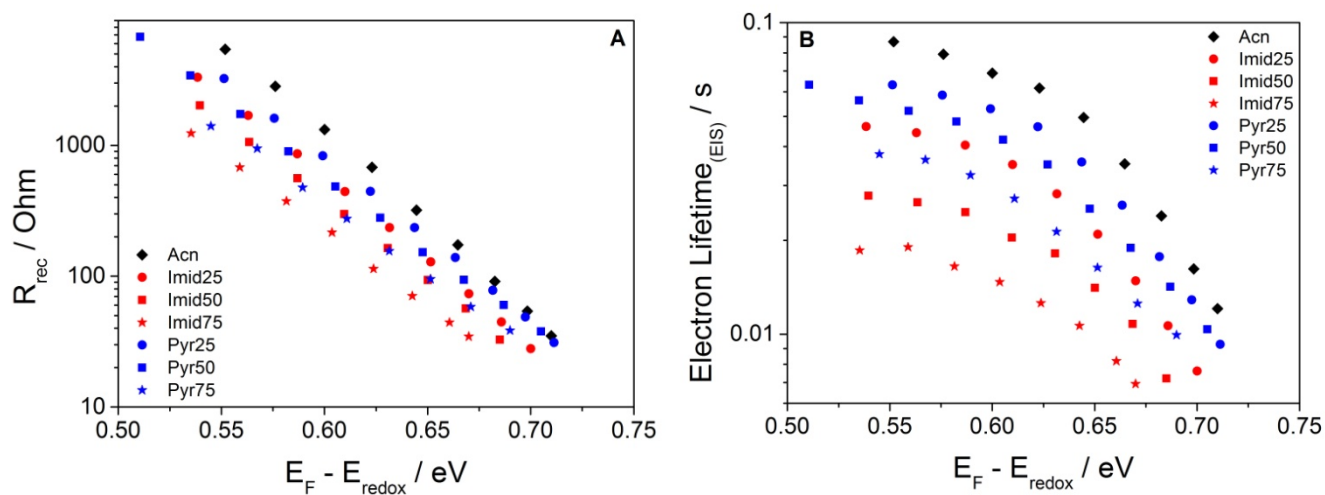 A
1000
100
10
R_rec / Ohm
Acn
Imid25
Imid50
Imid75
Pyr25
Pyr50
Pyr75
0.50 0.55 0.60 0.65 0.70 0.75
E_F - E_redox / eV
B
0.1
0.01
Electron Lifetime_(EIS) / s
Acn
Imid25
Imid50
Imid75
Pyr25
Pyr50
Pyr75
0.50 0.55 0.60 0.65 0.70 0.75
E_F - E_redox / eV